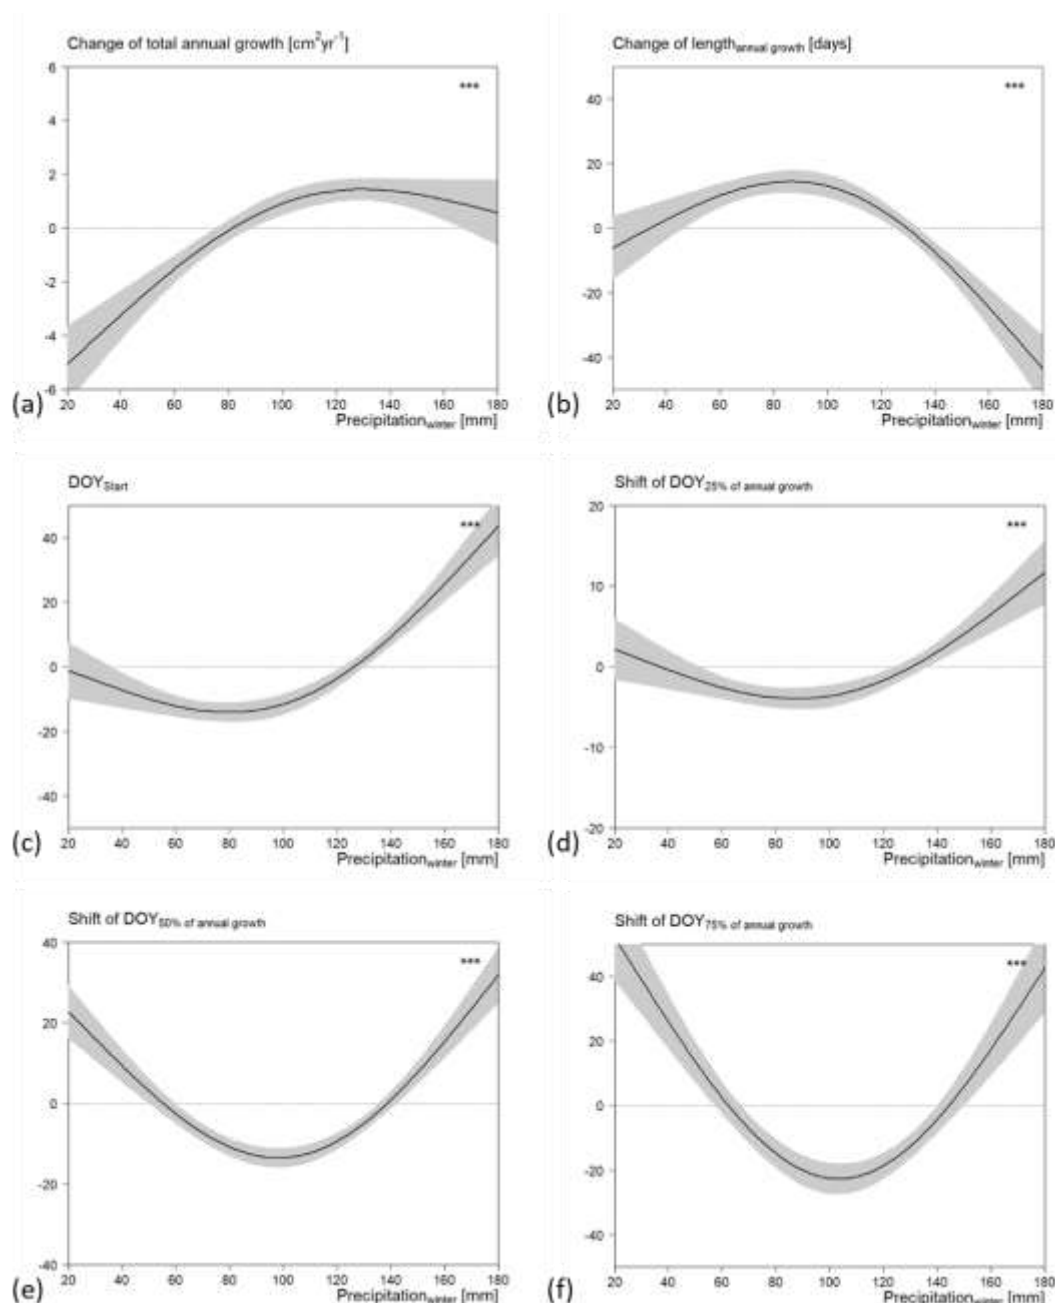 Change of total annual growth [cm²yr⁻¹]
6
4
2
0
-2
-4
-6
***
20 40 60 80 100 120 140 160 180
Precipitation winter [mm]
(a)
Change of length annual growth [days]
40
20
0
-20
-40
***
20 40 60 80 100 120 140 160 180
Precipitation winter [mm]
(b)
DOY Start
40
20
0
-20
-40
***
20 40 60 80 100 120 140 160 180
Precipitation winter [mm]
(c)
Shift of DOY 25% of annual growth
20
10
0
-10
-20
***
20 40 60 80 100 120 140 160 180
Precipitation winter [mm]
(d)
Shift of DOY 50% of annual growth
40
20
0
-20
-40
***
20 40 60 80 100 120 140 160 180
Precipitation winter [mm]
(e)
Shift of DOY 75% of annual growth
40
20
0
-20
-40
***
20 40 60 80 100 120 140 160 180
Precipitation winter [mm]
(f)